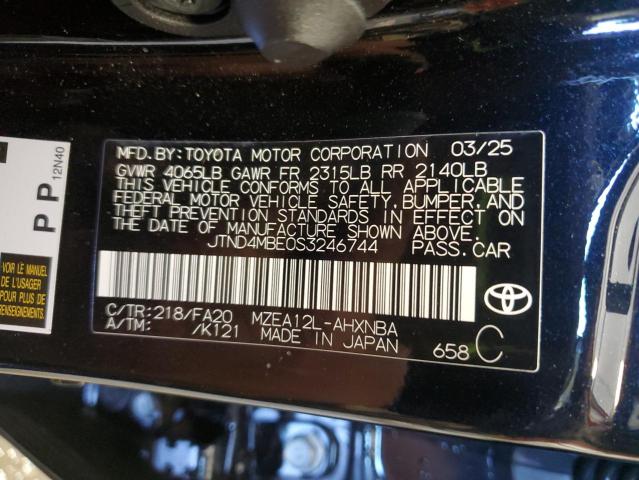 MFD. BY: TOYOTA MOTOR CORPORATION 03/25
GVWR 4065LB GAWR FR 2315LB RR 2140LB
THIS VEHICLE CONFORMS TO ALL APPLICABLE
FEDERAL MOTOR VEHICLE SAFETY, BUMPER, AND
THEFT PREVENTION STANDARDS IN EFFECT ON
THE DATE OF MANUFACTURE SHOWN ABOVE.
JTND4MBE0S3246744 PASS. CAR
C/TR: 218/FA20 MZEA12L-AHXNBA
A/TM: /K121 MADE IN JAPAN 658 C
P P
12N40
VOIR LE MANUEL
DE L'USAGER
POUR PLUS DE
RENSEIGNEMENTS